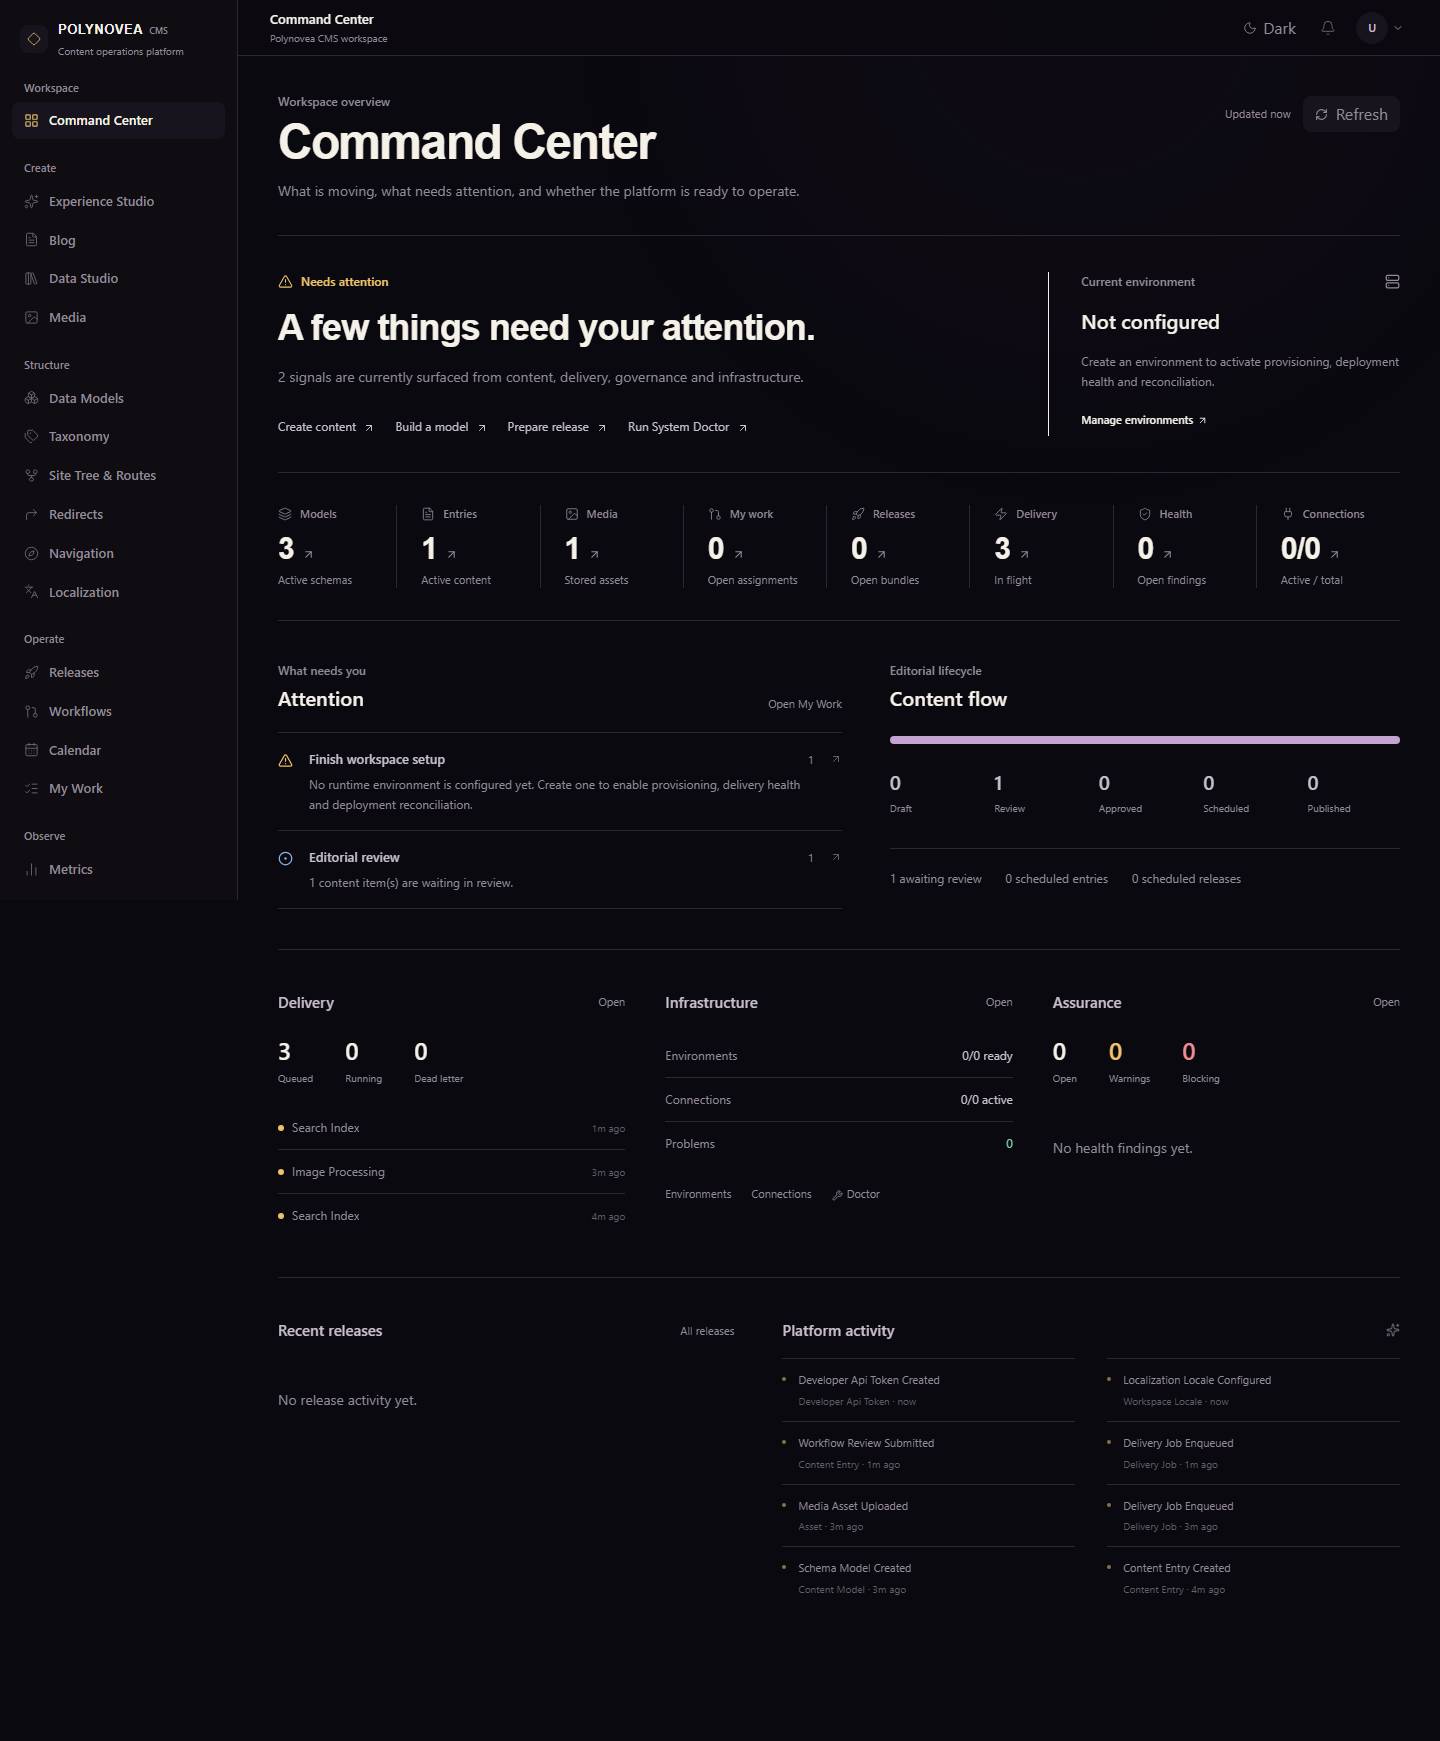 POLYNOVEA CMS
Content operations platform
Workspace
Command Center
Create
Experience Studio
Blog
Data Studio
Media
Structure
Data Models
Taxonomy
Site Tree & Routes
Redirects
Navigation
Localization
Operate
Releases
Workflows
Calendar
My Work
Observe
Metrics
Command Center
Polynovea CMS workspace
Dark
U
Workspace overview
Command Center
What is moving, what needs attention, and whether the platform is ready to operate.
Updated now
Refresh
Needs attention
A few things need your attention.
2 signals are currently surfaced from content, delivery, governance and infrastructure.
Create content
Build a model
Prepare release
Run System Doctor
Current environment
Not configured
Create an environment to activate provisioning, deployment
health and reconciliation.
Manage environments
Models
3
Active schemas
Entries
1
Active content
Media
1
Stored assets
My work
0
Open assignments
Releases
0
Open bundles
Delivery
3
In flight
Health
0
Open findings
Connections
0/0
Active / total
What needs you
Attention
Open My Work
Finish workspace setup
1
No runtime environment is configured yet. Create one to enable provisioning, delivery health
and deployment reconciliation.
Editorial review
1
1 content item(s) are waiting in review.
Editorial lifecycle
Content flow
0
Draft
1
Review
0
Approved
0
Scheduled
0
Published
1 awaiting review
0 scheduled entries
0 scheduled releases
Delivery
Open
3
Queued
0
Running
0
Dead letter
Search Index
1m ago
Image Processing
3m ago
Search Index
4m ago
Infrastructure
Open
Environments
0/0 ready
Connections
0/0 active
Problems
0
Environments
Connections
Doctor
Assurance
Open
0
Open
0
Warnings
0
Blocking
No health findings yet.
Recent releases
All releases
No release activity yet.
Platform activity
Developer Api Token Created
Developer Api Token · now
Localization Locale Configured
Workspace Locale · now
Workflow Review Submitted
Content Entry · 1m ago
Delivery Job Enqueued
Delivery Job · 1m ago
Media Asset Uploaded
Asset · 3m ago
Delivery Job Enqueued
Delivery Job · 3m ago
Schema Model Created
Content Model · 3m ago
Content Entry Created
Content Entry · 4m ago